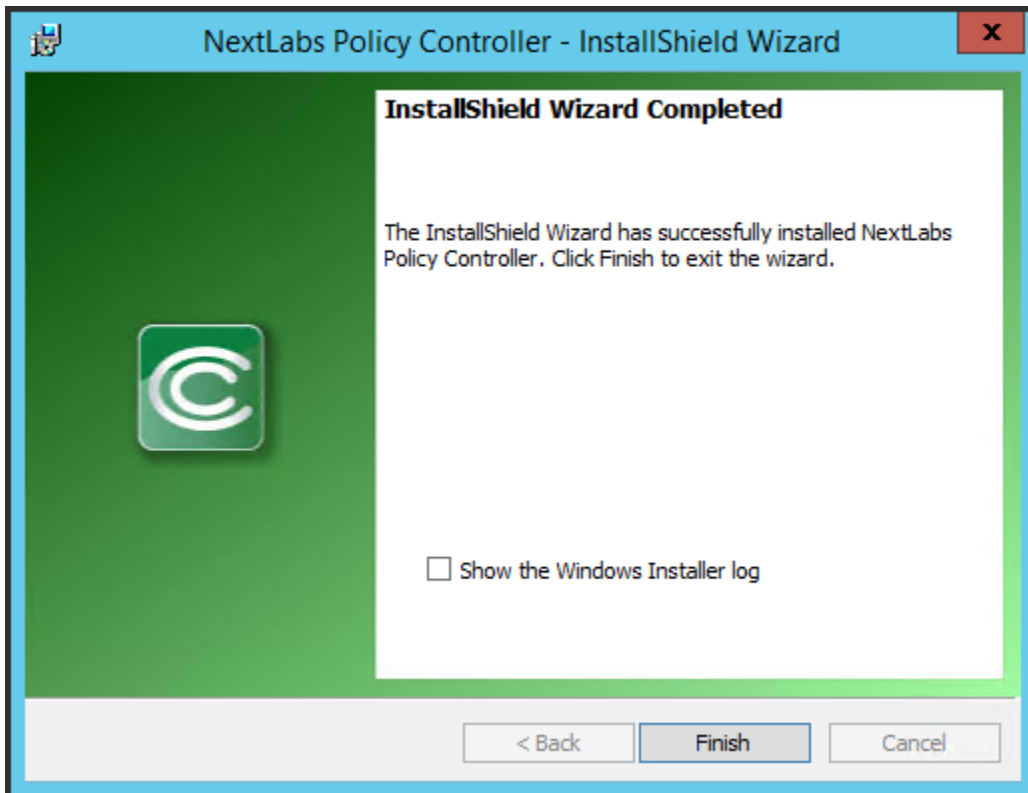 NextLabs Policy Controller - InstallShield Wizard
x
InstallShield Wizard Completed
The InstallShield Wizard has successfully installed NextLabs
Policy Controller. Click Finish to exit the wizard.
Show the Windows Installer log
< Back
Finish
Cancel